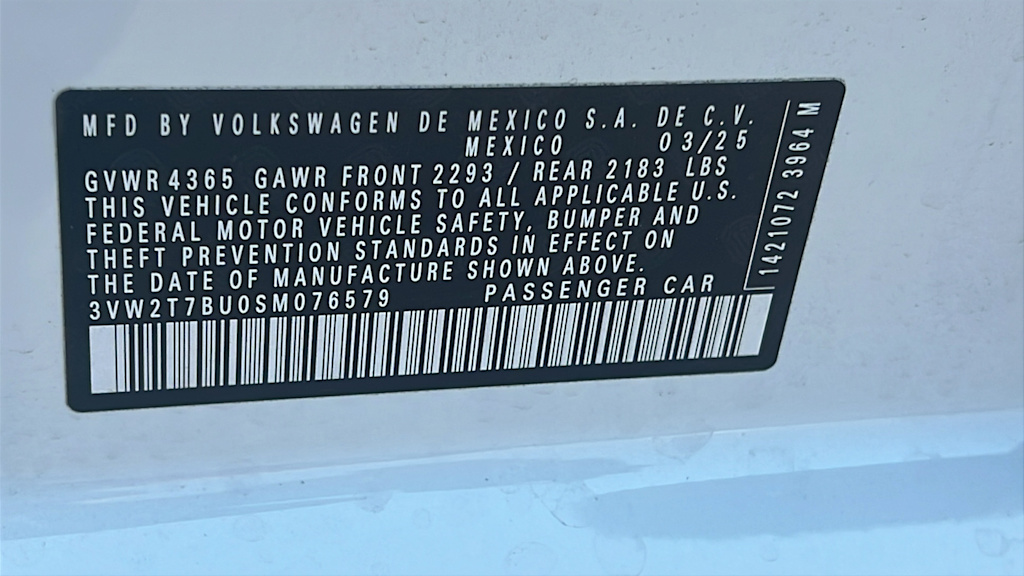 MFD BY VOLKSWAGEN DE MEXICO S.A. DE C.V.
MEXICO 03/25
GVWR 4365 GAWR FRONT 2293 / REAR 2183 LBS
THIS VEHICLE CONFORMS TO ALL APPLICABLE U.S.
FEDERAL MOTOR VEHICLE SAFETY, BUMPER AND
THEFT PREVENTION STANDARDS IN EFFECT ON
THE DATE OF MANUFACTURE SHOWN ABOVE.
3VW2T7BU0SM076579 PASSENGER CAR
1421072 3964 M